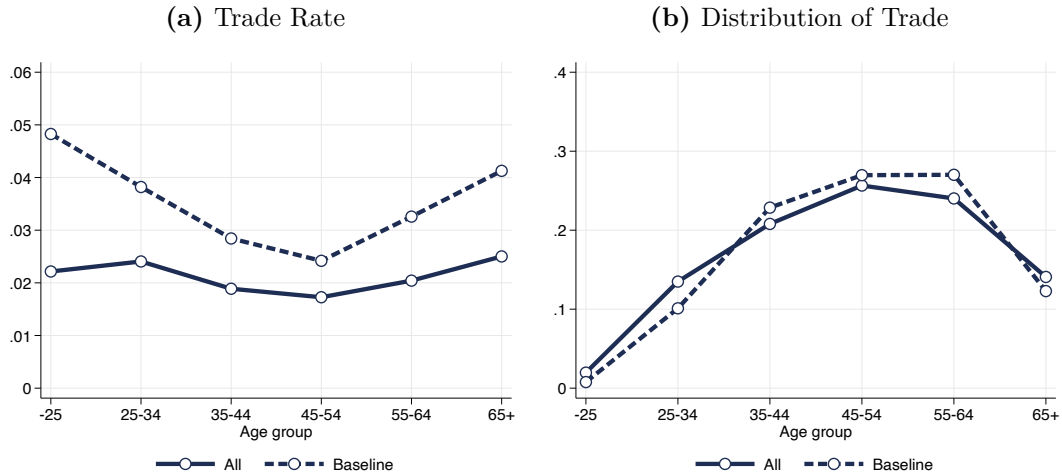 (a) Trade Rate
.06
.05
.04
.03
.02
.01
0
-25 25-34 35-44 45-54 55-64 65+
Age group
All Baseline
(b) Distribution of Trade
.4
.3
.2
.1
0
-25 25-34 35-44 45-54 55-64 65+
Age group
All Baseline